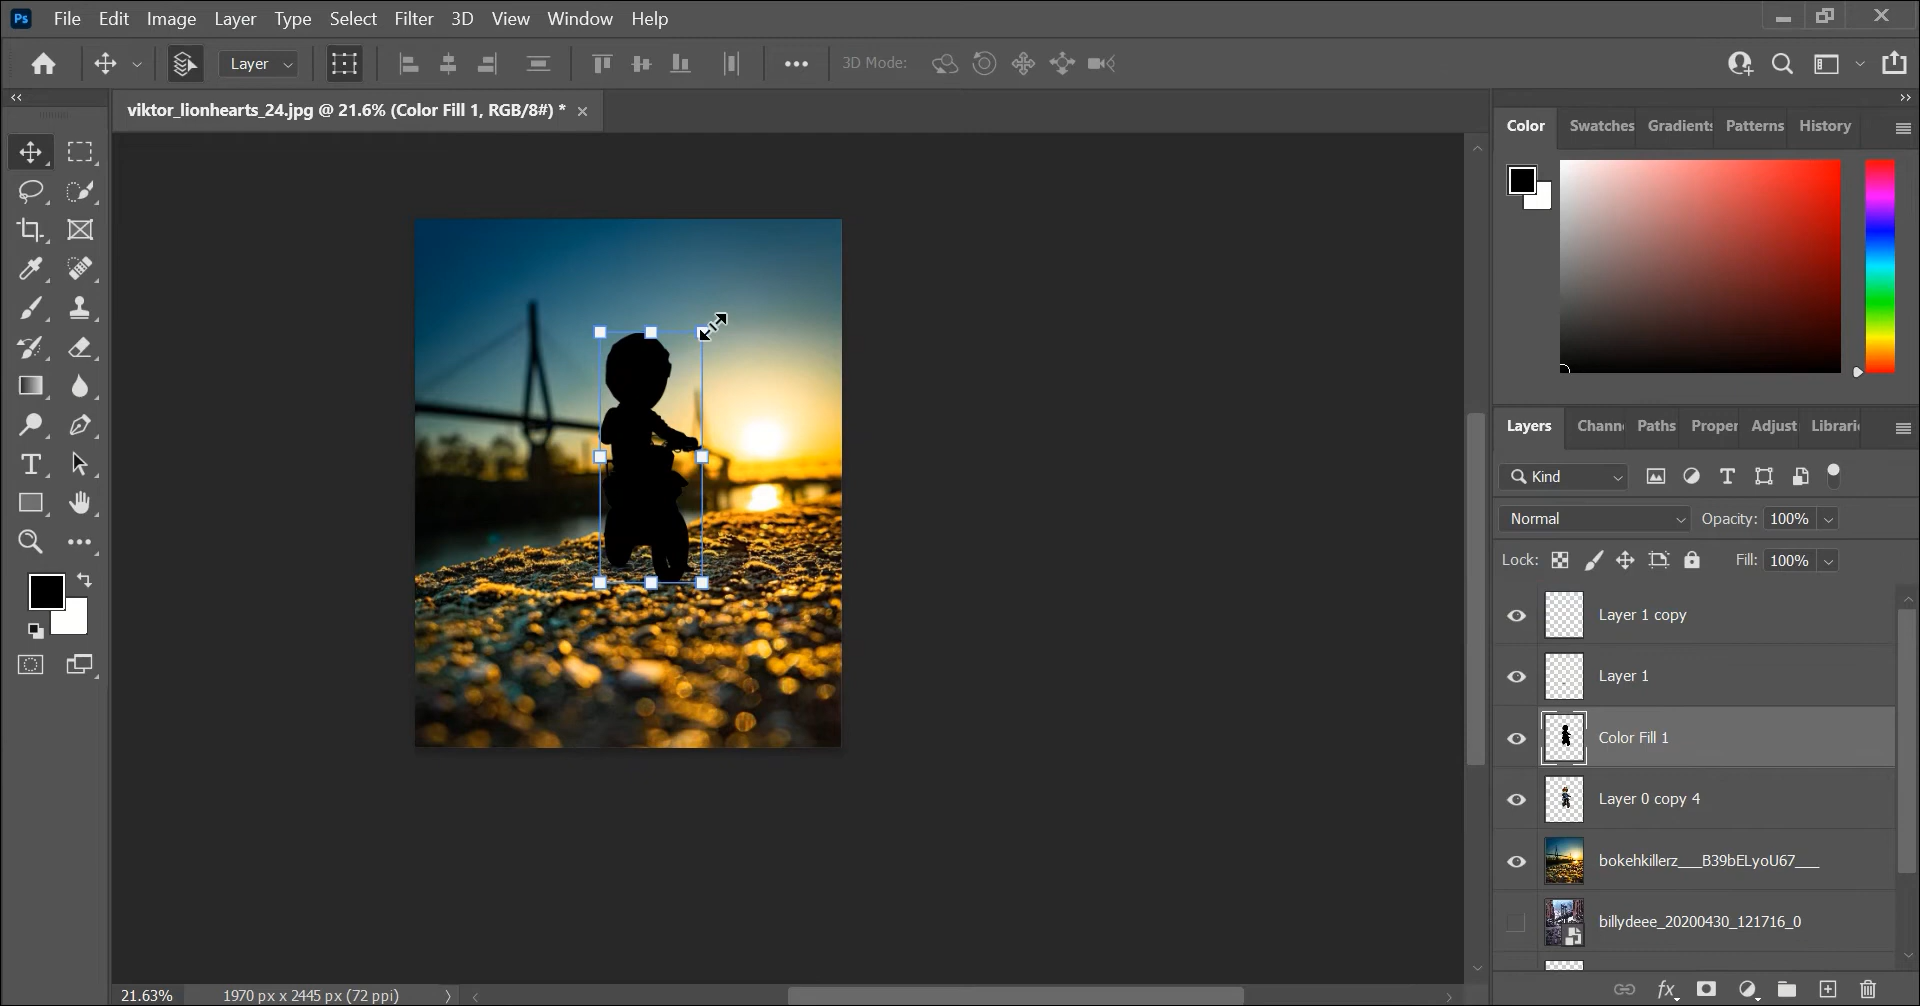 Ps File Edit Image Layer Type Select Filter 3D View Window Help
Layer 3D Mode:
viktor_lionhearts_24.jpg @ 21.6% (Color Fill 1, RGB/8#) *
Color Swatches Gradients Patterns History
Layers Chann Paths Proper Adjust Librari
Kind
Normal Opacity: 100%
Lock: Fill: 100%
Layer 1 copy
Layer 1
Color Fill 1
Layer 0 copy 4
bokehkillerz___B39bELyoU67___
billydeee_20200430_121716_0
21.63% 1970 px x 2445 px (72 ppi)
fx